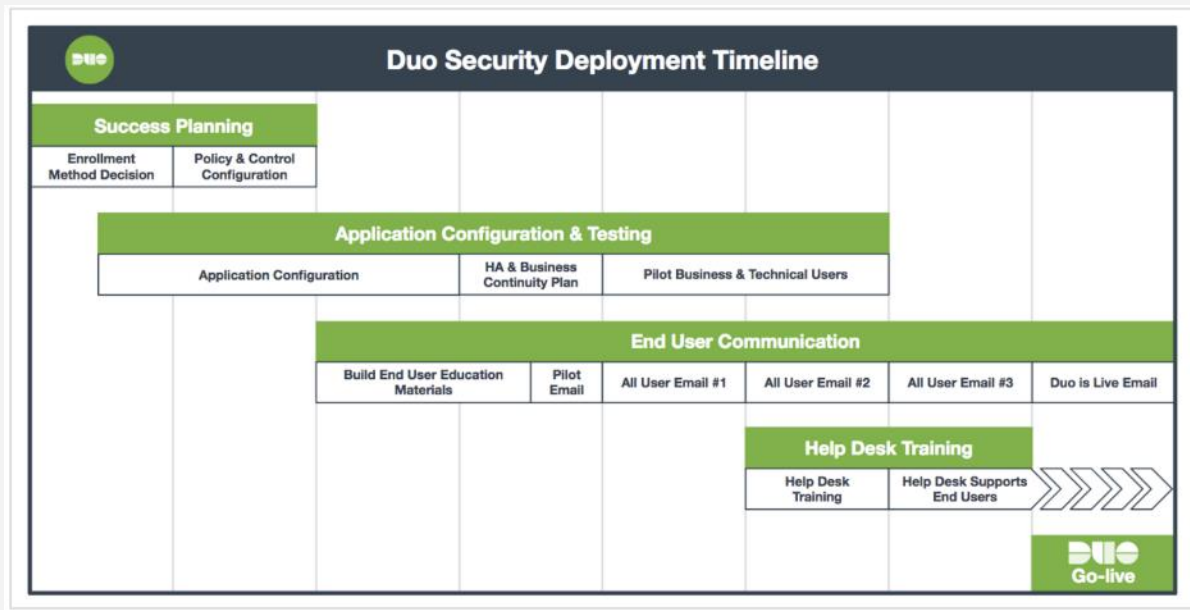 DUO
Duo Security Deployment Timeline
Success Planning
Enrollment
Method Decision
Policy & Control
Configuration
Application Configuration & Testing
Application Configuration
HA & Business
Continuity Plan
Pilot Business & Technical Users
End User Communication
Build End User Education
Materials
Pilot
Email
All User Email #1
All User Email #2
All User Email #3
Duo is Live Email
Help Desk Training
Help Desk
Training
Help Desk Supports
End Users
DUO
Go-live